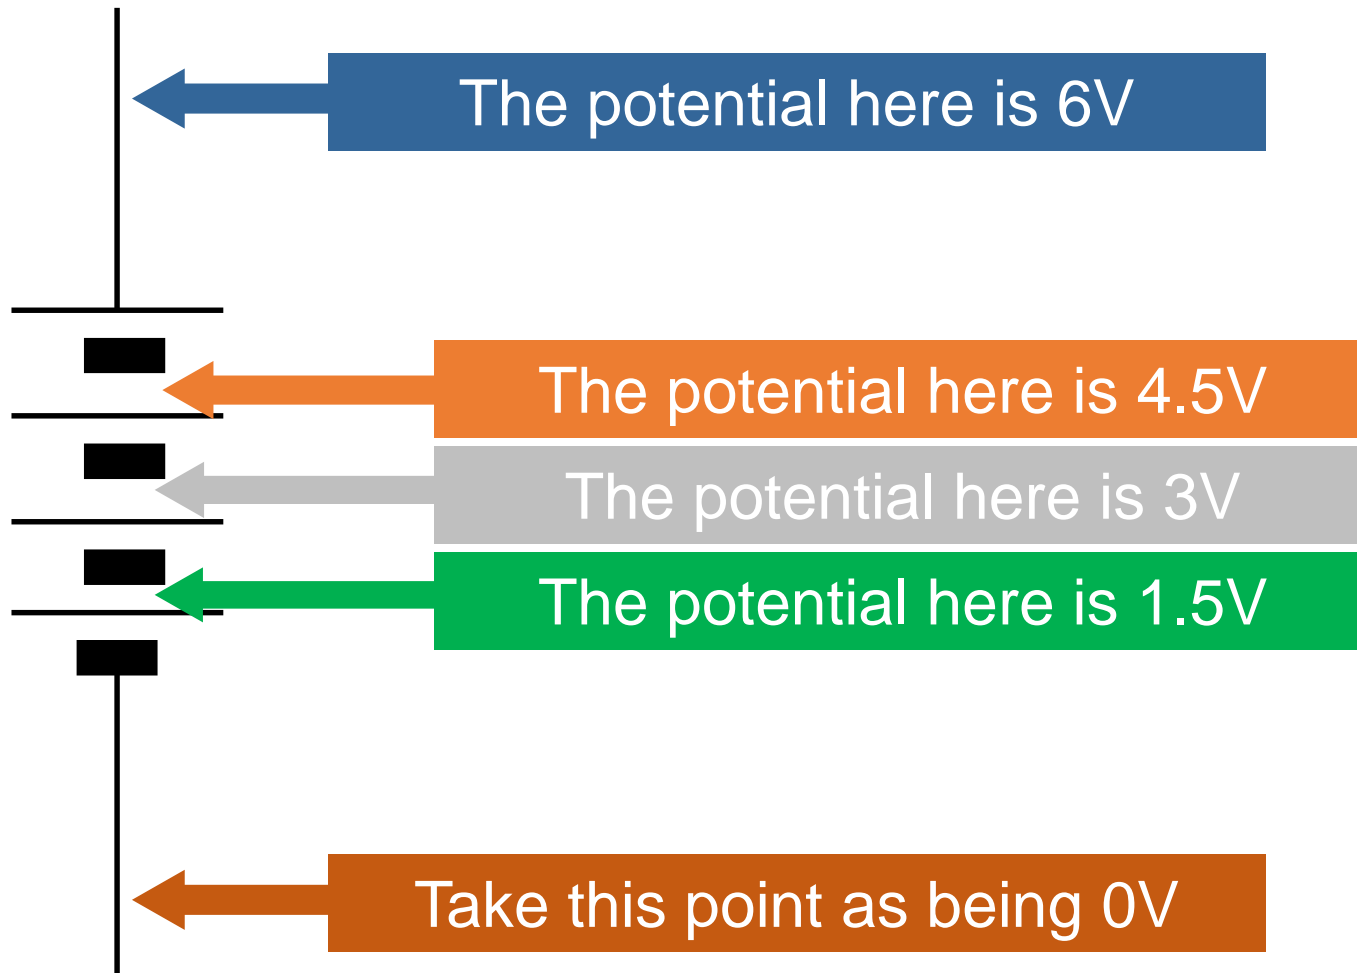 The potential here is 6V
The potential here is 4.5V
The potential here is 3V
The potential here is 1.5V
Take this point as being 0V